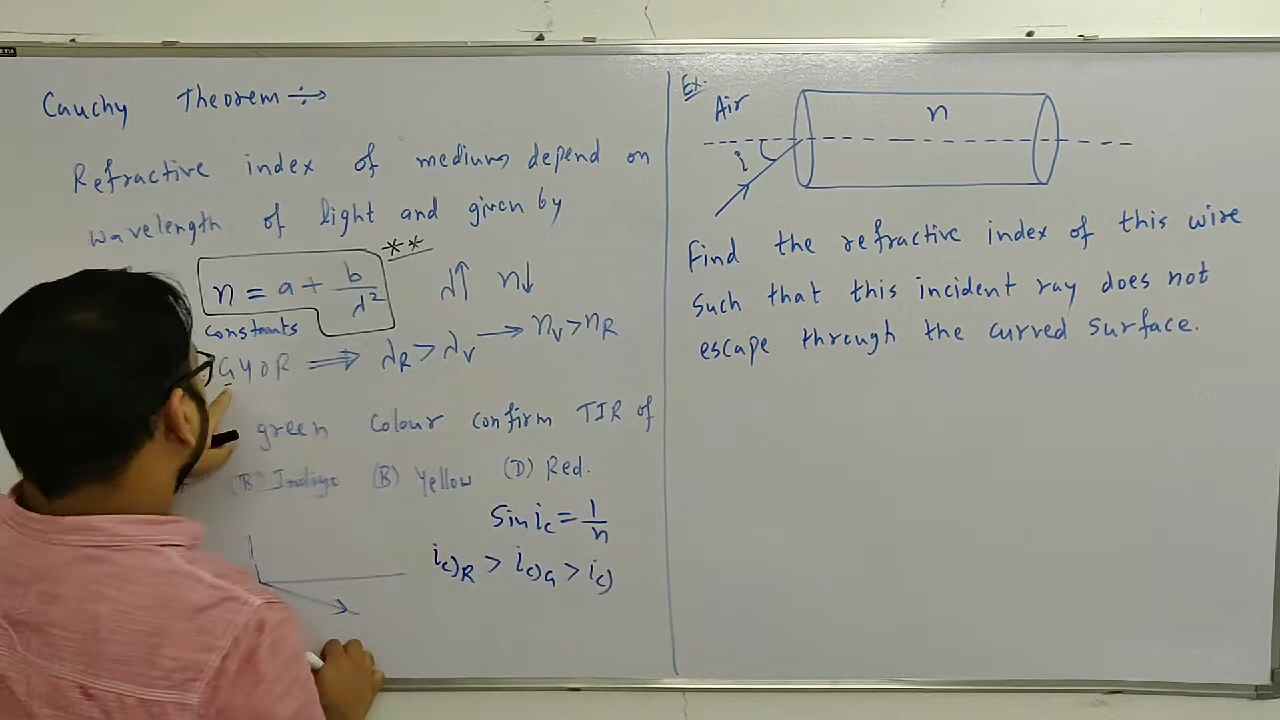 Cauchy Theorem ÷→
Refractive index of mediums depend on
wavelength of light and given by
n = a + b/λ² **
λ↑ n↓
constants
GYOR ⟹ λR > λV → nV > nR
green colour confirm TIR of
(B) Indigo (B) Yellow (D) Red.
Sin ic = 1/n
ic)R > ic)G > ic)
Ex:
Air
n
i
Find the refractive index of this wire
Such that this incident ray does not
escape through the curved surface.